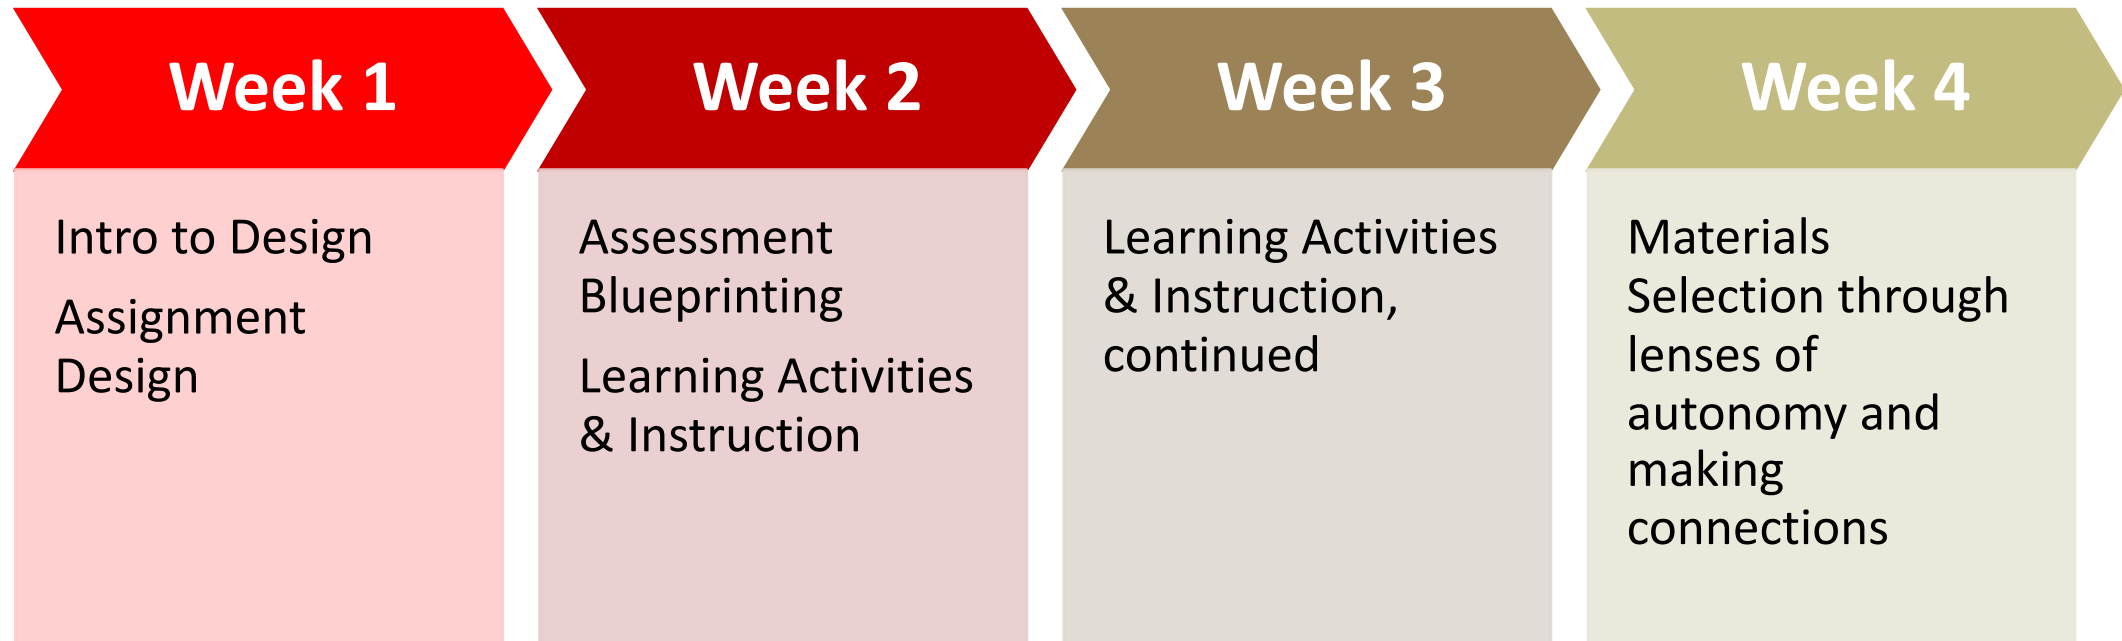 Week 1
Intro to Design
Assignment
Design
Week 2
Assessment
Blueprinting
Learning Activities
& Instruction
Week 3
Learning Activities
& Instruction,
continued
Week 4
Materials
Selection through
lenses of
autonomy and
making
connections